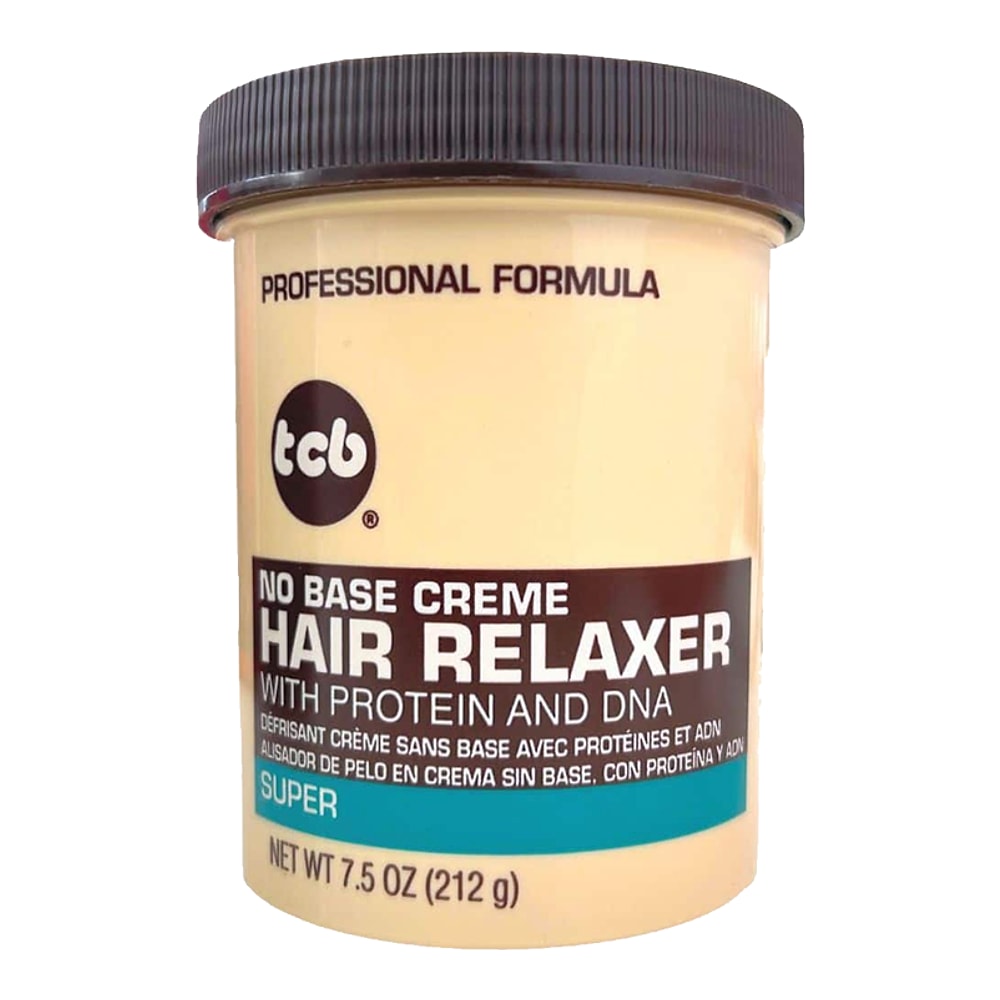 PROFESSIONAL FORMULA
tcb
®
NO BASE CREME
HAIR RELAXER
WITH PROTEIN AND DNA
DÉFRISANT CRÈME SANS BASE AVEC PROTÉINES ET ADN
ALISADOR DE PELO EN CREMA SIN BASE, CON PROTEÍNA Y ADN
SUPER
NET WT 7.5 OZ (212 g)